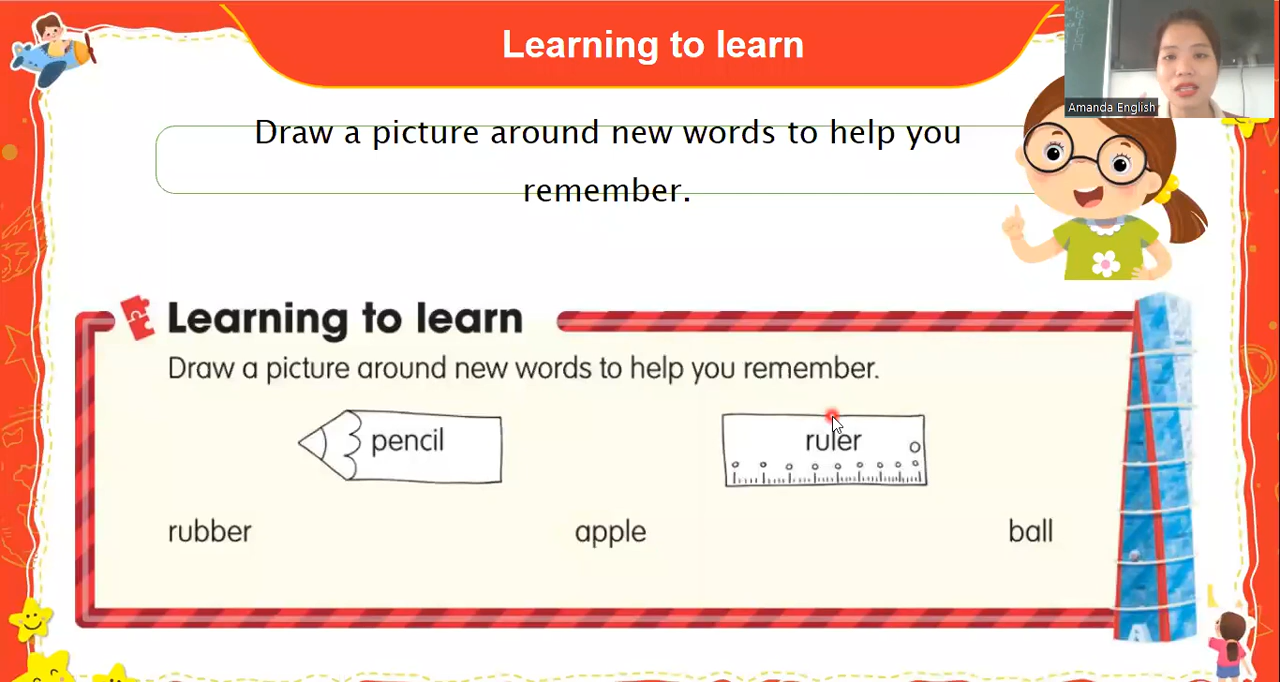 Learning to learn
Amanda English
Draw a picture around new words to help you
remember.
Learning to learn
Draw a picture around new words to help you remember.
pencil
ruler
rubber
apple
ball